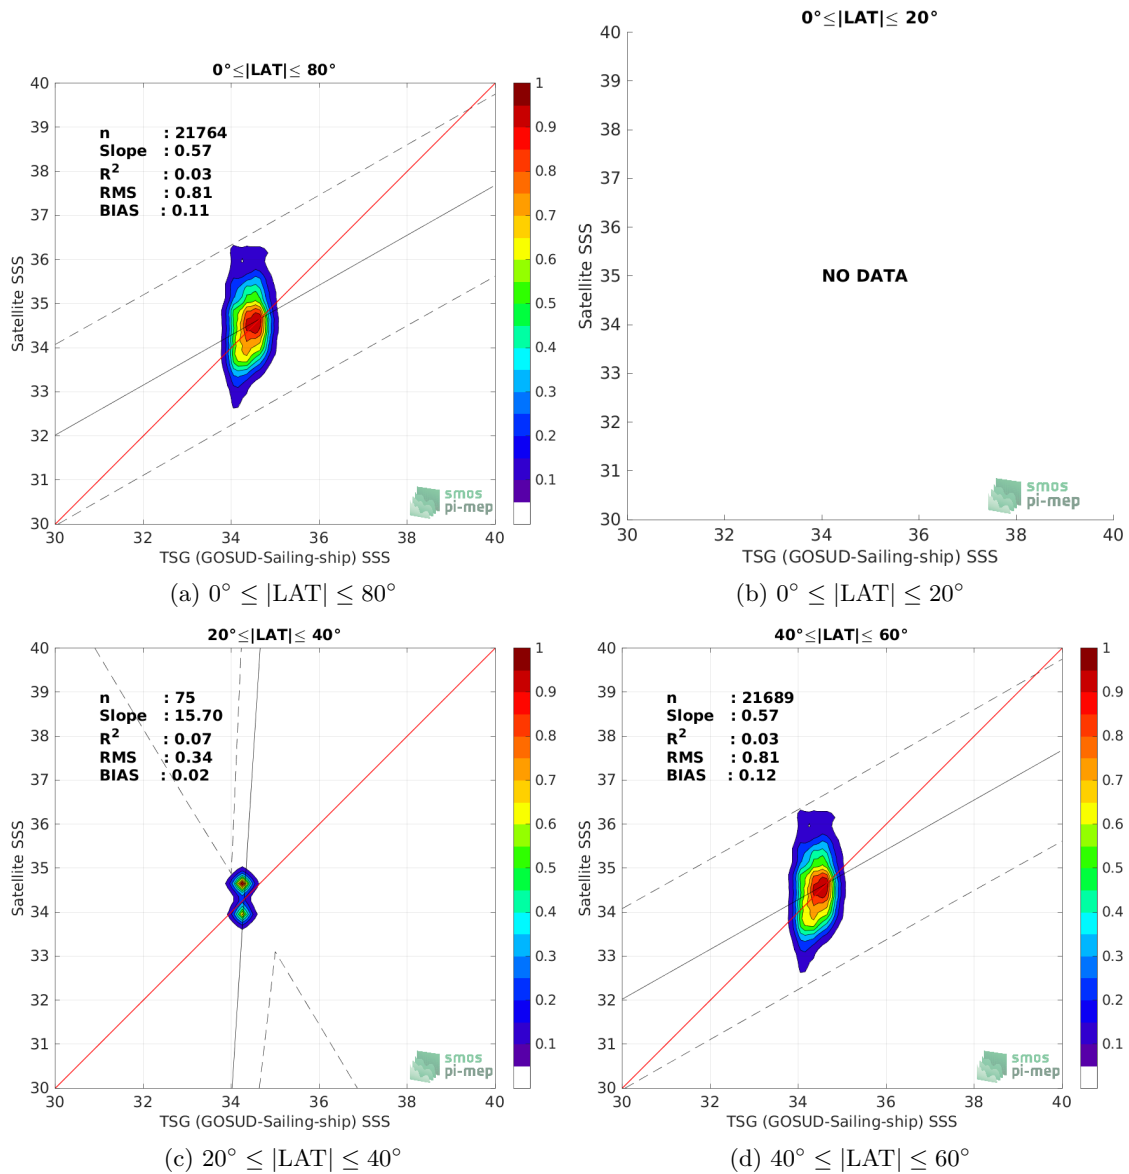 0°≤|LAT|≤ 80°
n : 21764
Slope : 0.57
R² : 0.03
RMS : 0.81
BIAS : 0.11
40
39
38
37
36
35
34
33
32
31
30
Satellite SSS
30 32 34 36 38 40
TSG (GOSUD-Sailing-ship) SSS
1
0.9
0.8
0.7
0.6
0.5
0.4
0.3
0.2
0.1
smos
pi-mep
(a) 0° ≤ |LAT| ≤ 80°
0°≤|LAT|≤ 20°
40
39
38
37
36
35
34
33
32
31
30
Satellite SSS
NO DATA
smos
pi-mep
30 32 34 36 38 40
TSG (GOSUD-Sailing-ship) SSS
(b) 0° ≤ |LAT| ≤ 20°
20°≤|LAT|≤ 40°
n : 75
Slope : 15.70
R² : 0.07
RMS : 0.34
BIAS : 0.02
40
39
38
37
36
35
34
33
32
31
30
Satellite SSS
30 32 34 36 38 40
TSG (GOSUD-Sailing-ship) SSS
1
0.9
0.8
0.7
0.6
0.5
0.4
0.3
0.2
0.1
smos
pi-mep
(c) 20° ≤ |LAT| ≤ 40°
40°≤|LAT|≤ 60°
n : 21689
Slope : 0.57
R² : 0.03
RMS : 0.81
BIAS : 0.12
40
39
38
37
36
35
34
33
32
31
30
Satellite SSS
30 32 34 36 38 40
TSG (GOSUD-Sailing-ship) SSS
1
0.9
0.8
0.7
0.6
0.5
0.4
0.3
0.2
0.1
smos
pi-mep
(d) 40° ≤ |LAT| ≤ 60°